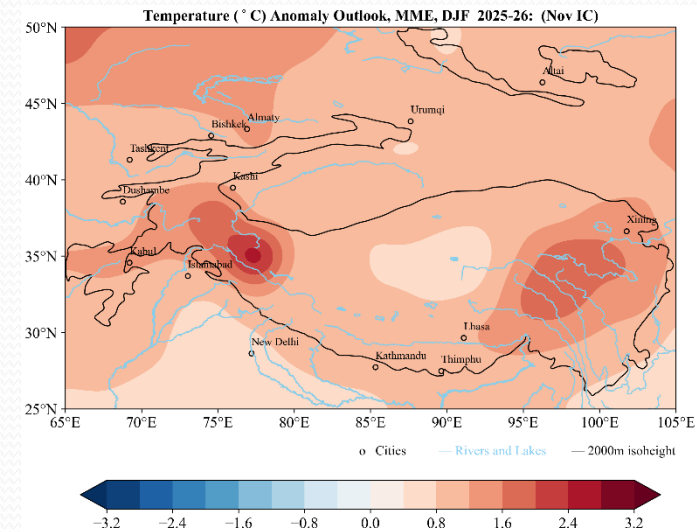 Temperature (°C) Anomaly Outlook, MME, DJF 2025-26: (Nov IC)
50°N
Altai
45°N
Urumqi
Almaty
Bishkek
Tashkent
40°N
Kashi
Dushambe
Xining
35°N
Kabul
Islamabad
30°N
Lhasa
New Delhi
Kathmandu
Thimphu
25°N
65°E 70°E 75°E 80°E 85°E 90°E 95°E 100°E 105°E
Cities Rivers and Lakes 2000m isoheight
−3.2 −2.4 −1.6 −0.8 0.0 0.8 1.6 2.4 3.2